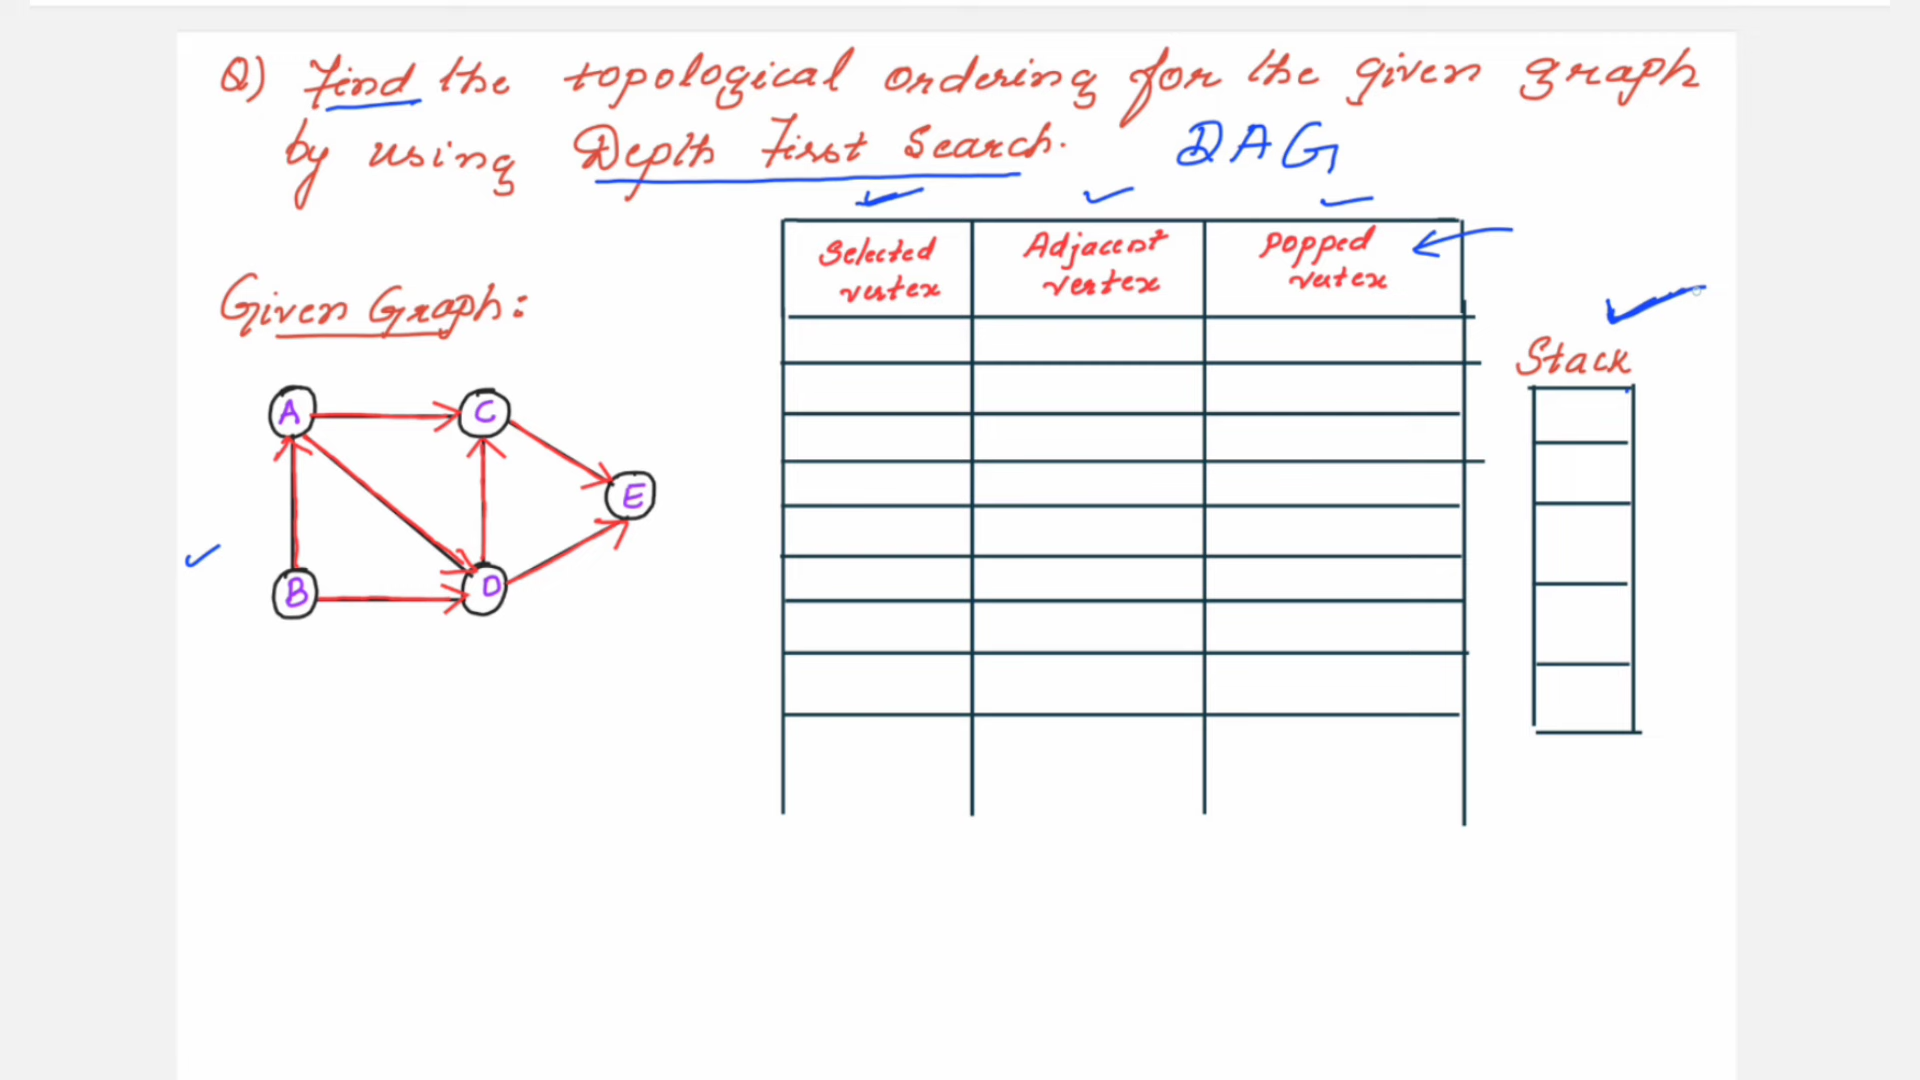 Q) Find the topological ordering for the given graph
by using Depth First Search. DAG
Given Graph:
A
C
E
B
D
Selected
vertex
Adjacent
vertex
Popped
vertex
Stack